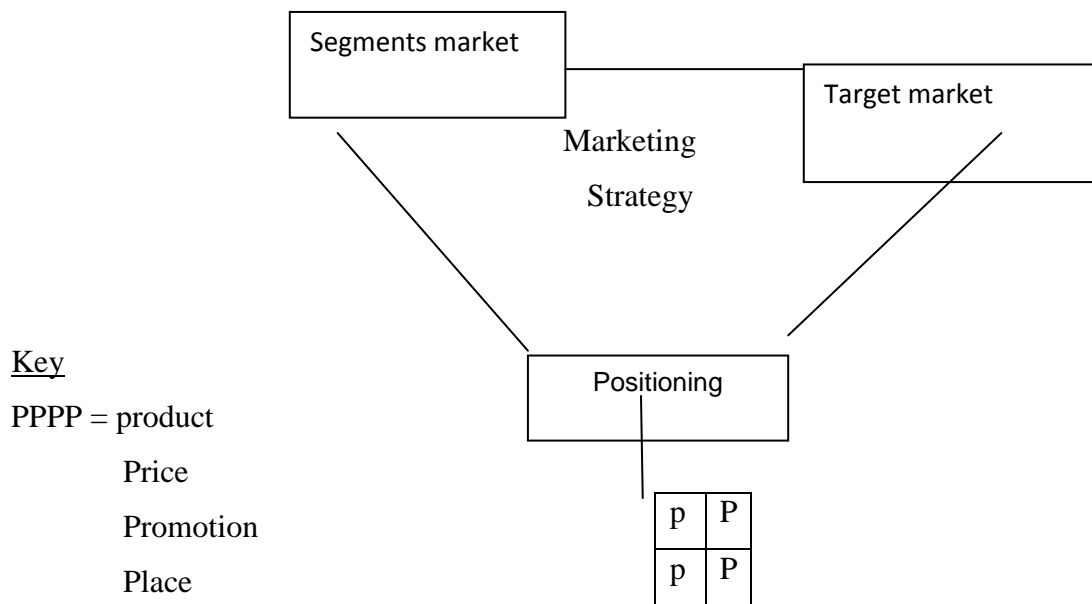 Segments market
Target market
Marketing
Strategy
Positioning
Key
PPPP = product
Price
Promotion
Place
p P
p P